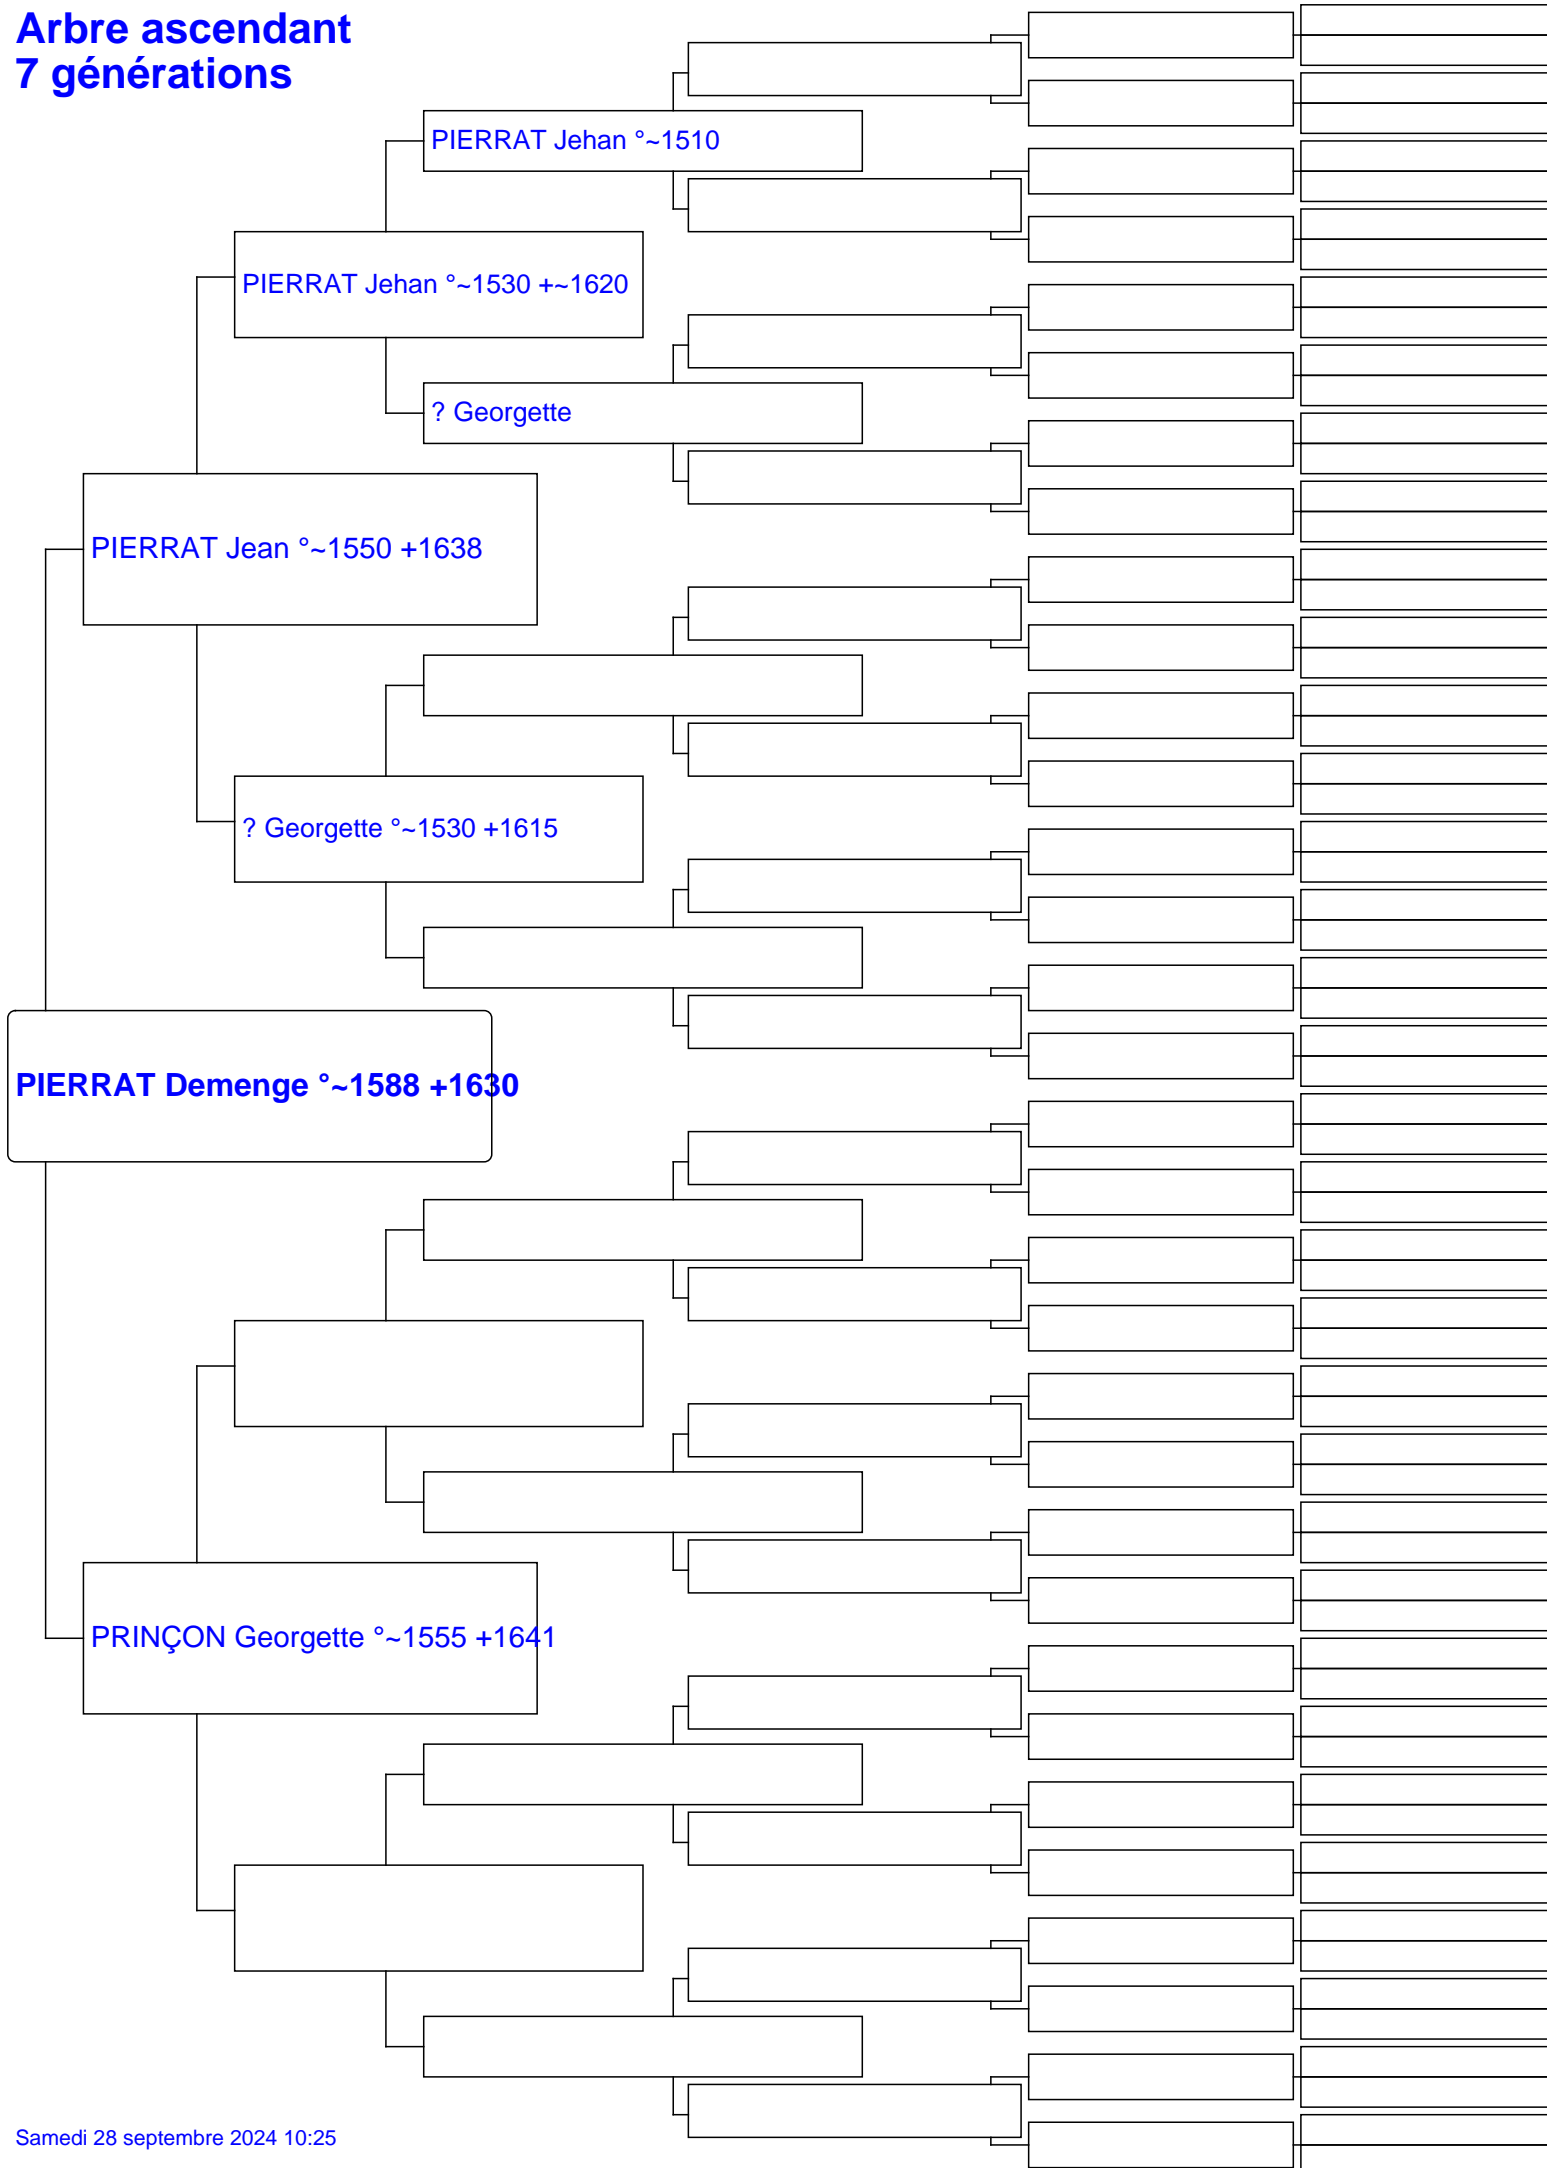 Arbre ascendant
7 générations
PIERRAT Jehan °~1510
PIERRAT Jehan °~1530 +~1620
? Georgette
PIERRAT Jean °~1550 +1638
? Georgette °~1530 +1615
PIERRAT Demenge °~1588 +1630
PRINÇON Georgette °~1555 +1641
Samedi 28 septembre 2024 10:25